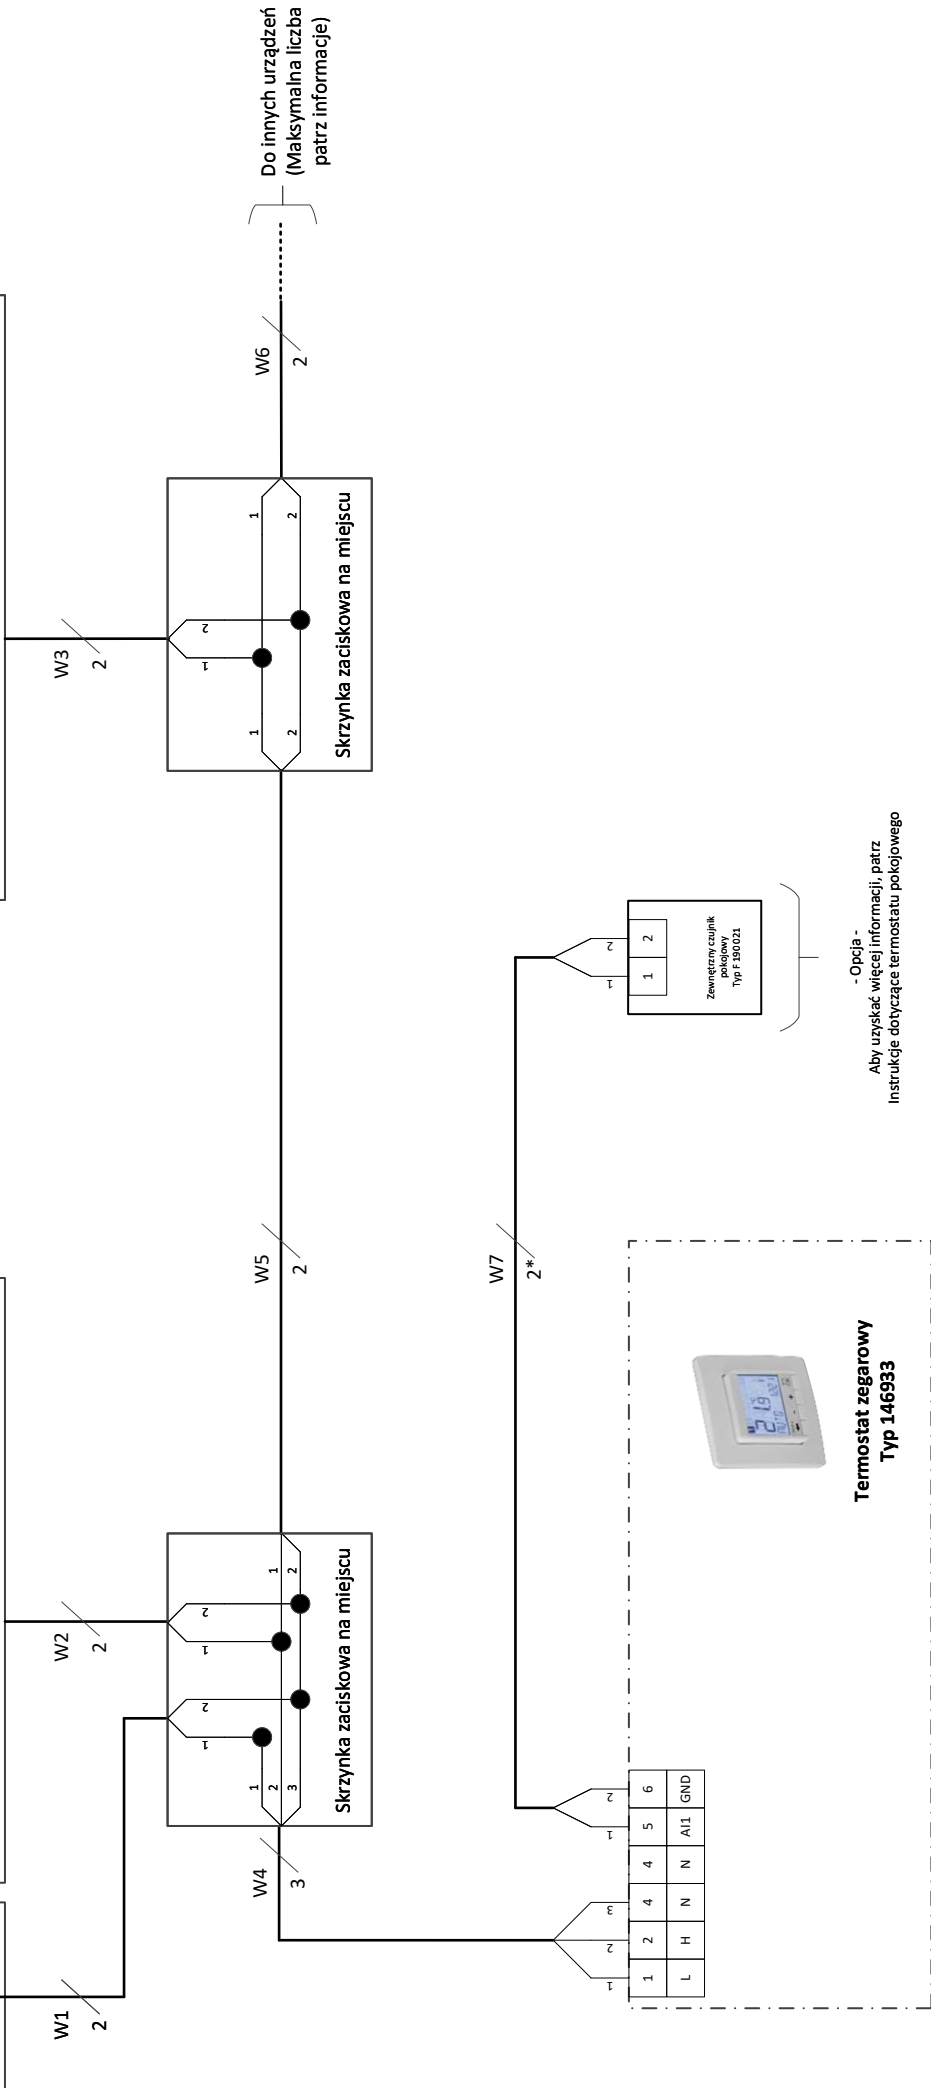 Do innych urządzeń
(Maksymalna liczba
patrz informacje)
W6
2
W3
2
1
2
1
2
1
2
Skrzynka zaciskowa na miejscu
W5
2
W2
2
W1
2
1
2
1
2
1
2
1
2
3
Skrzynka zaciskowa na miejscu
W4
3
W7
2*
1
2
1
2
Zewnętrzny czujnik
pokojowy
Typ F 190021
- Opcja -
Aby uzyskać więcej informacji, patrz
Instrukcje dotyczące termostatu pokojowego
1
2
3
1
2
1 2 4 4 5 6
L H N N AI1 GND
Termostat zegarowy
Typ 146933